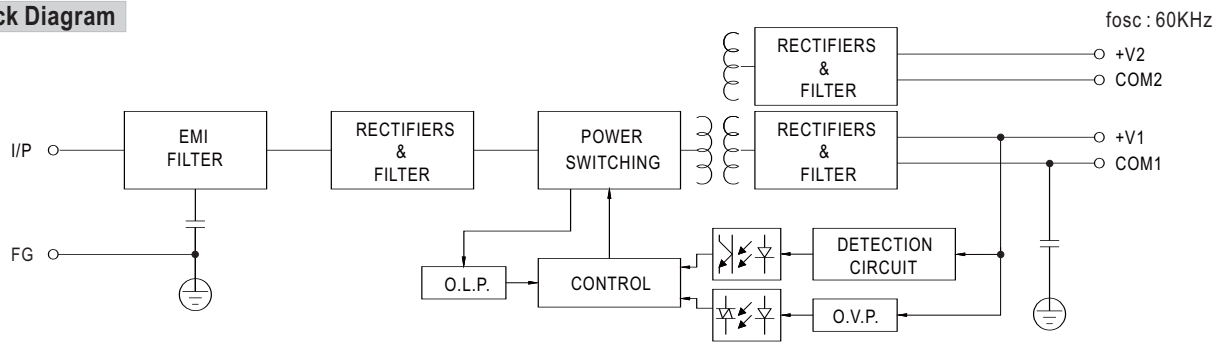 ck Diagram
fosc : 60KHz
RECTIFIERS
&
FILTER
+V2
COM2
I/P
EMI
FILTER
RECTIFIERS
&
FILTER
POWER
SWITCHING
RECTIFIERS
&
FILTER
+V1
COM1
FG
O.L.P.
CONTROL
DETECTION
CIRCUIT
O.V.P.